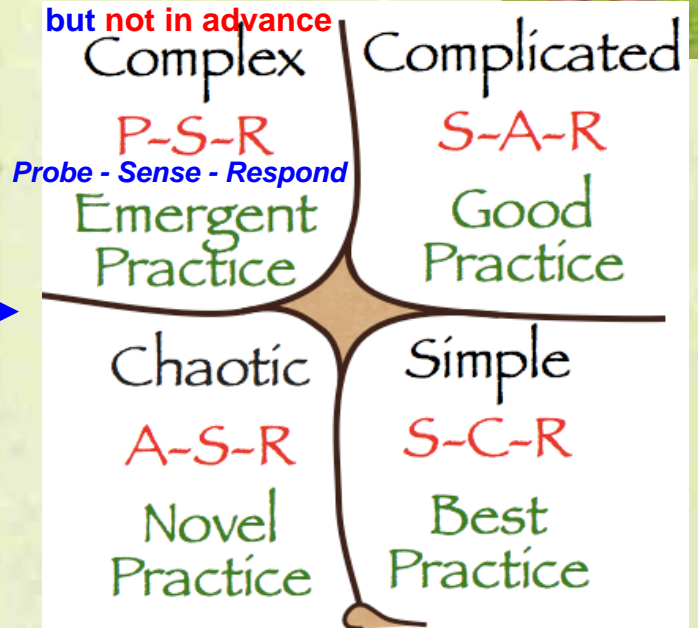 but not in advance
Complex
P-S-R
Probe - Sense - Respond
Emergent
Practice
Complicated
S-A-R
Good
Practice
Chaotic
A-S-R
Novel
Practice
Simple
S-C-R
Best
Practice